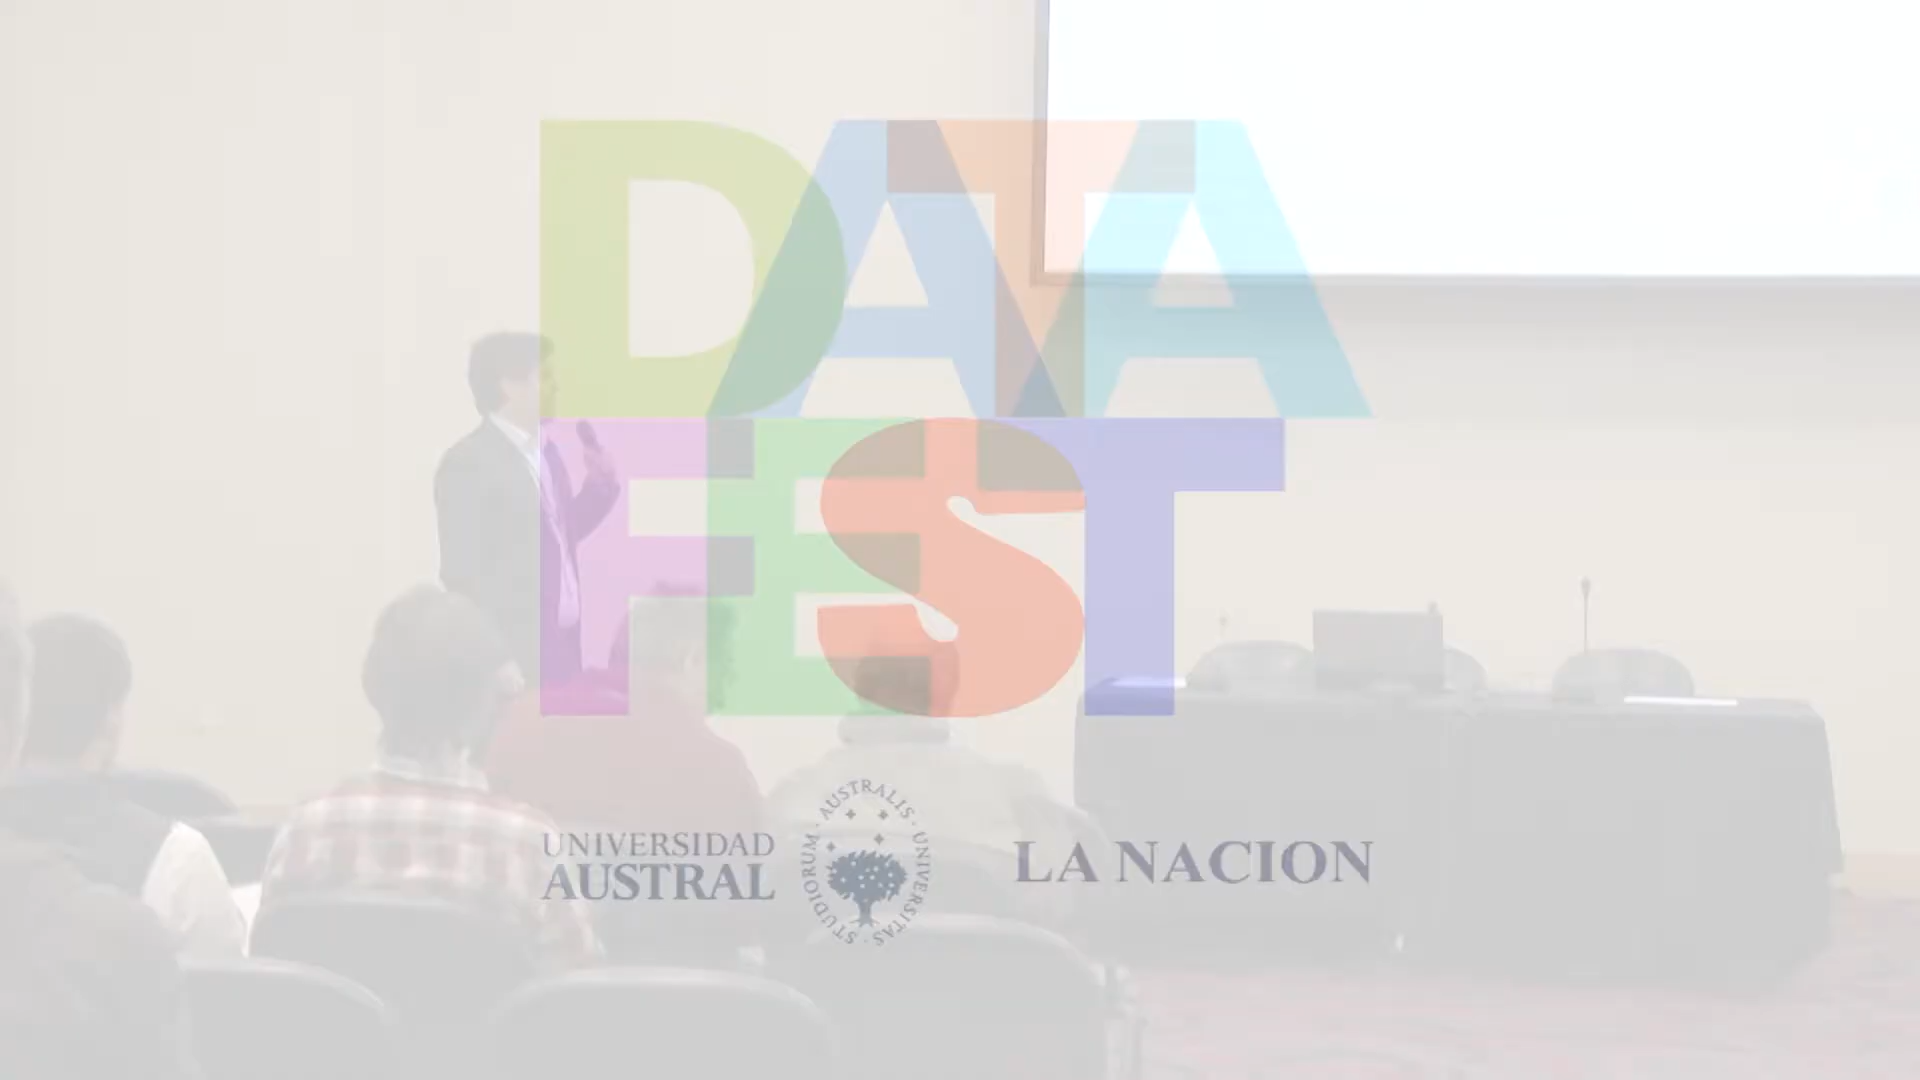 DATA
FEST
UNIVERSIDAD
AUSTRAL
STUDIORUM · AUSTRALIS · UNIVERSITAS ·
LA NACION